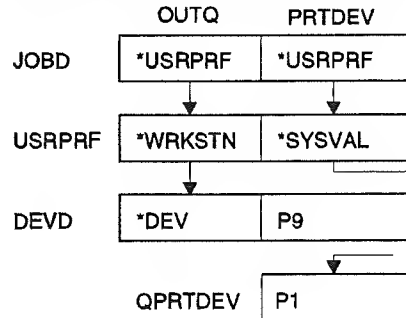 OUTQ PRTDEV
JOBD *USRPRF *USRPRF
USRPRF *WRKSTN *SYSVAL
DEVD *DEV P9
QPRTDEV P1